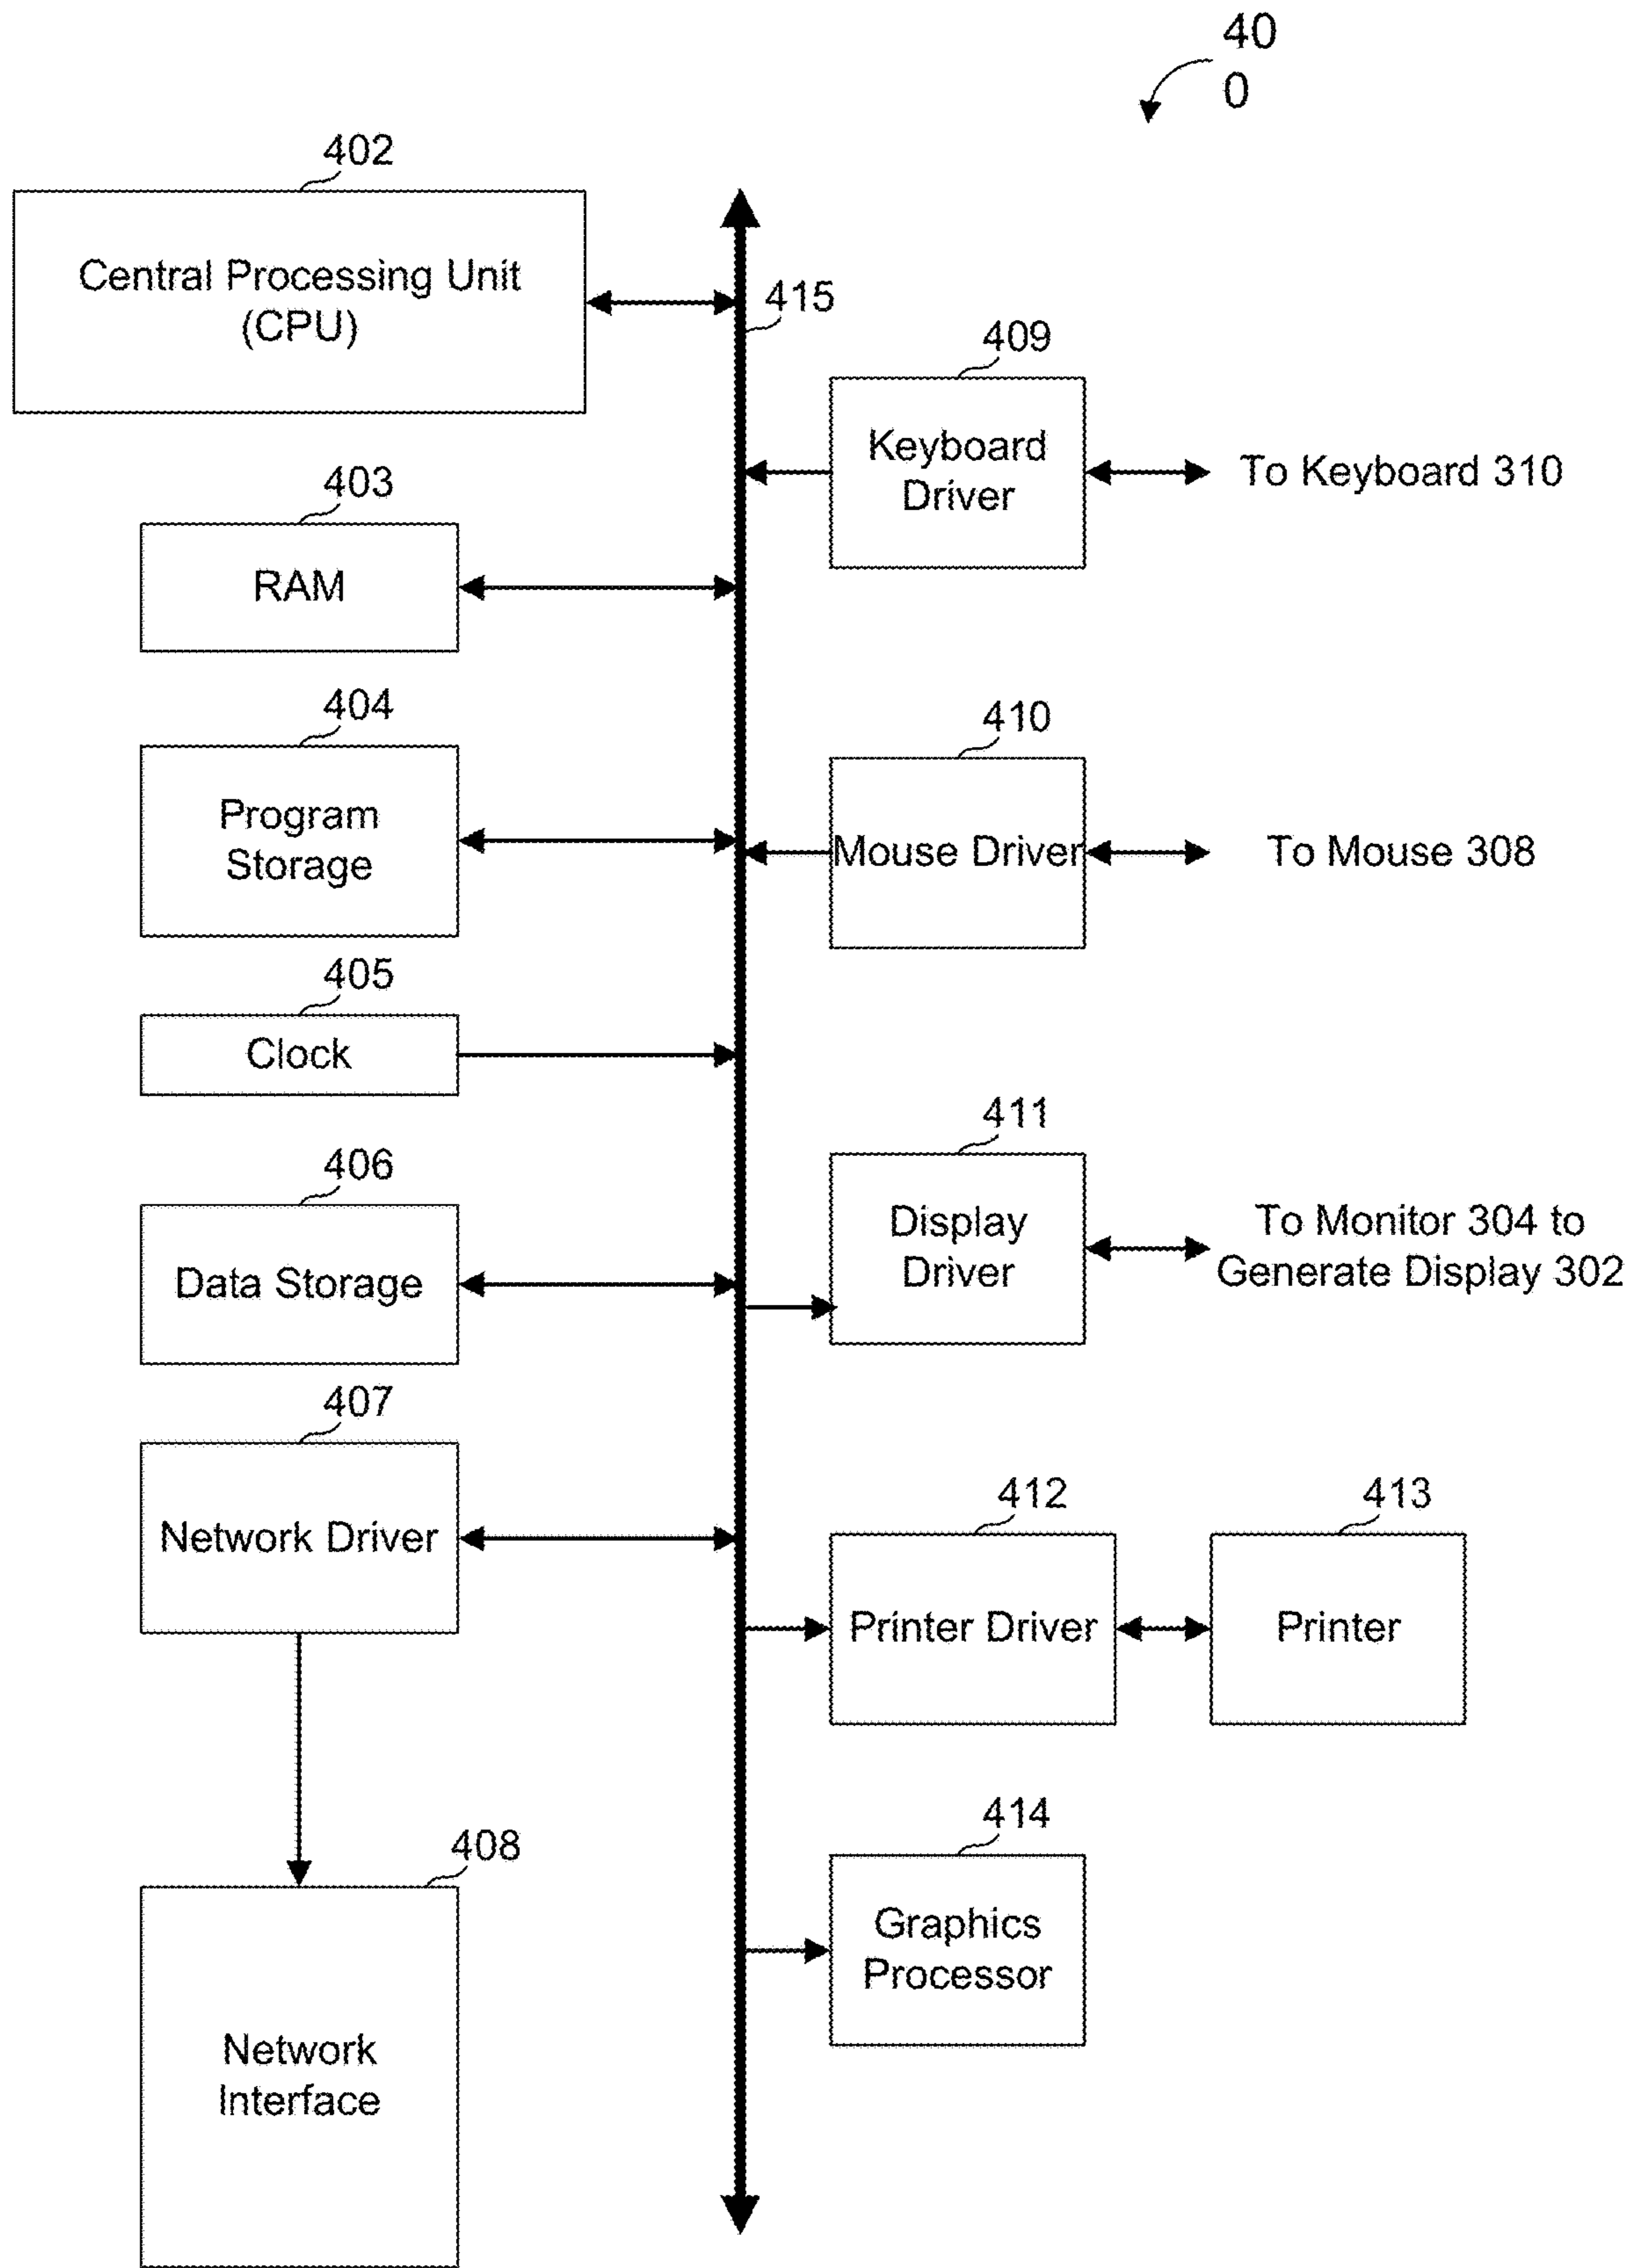 40
0
402
Central Processing Unit
(CPU)
415
409
Keyboard
Driver
To Keyboard 310
403
RAM
404
Program
Storage
410
Mouse Driver
To Mouse 308
405
Clock
411
Display
Driver
To Monitor 304 to
Generate Display 302
406
Data Storage
407
Network Driver
412
Printer Driver
413
Printer
414
Graphics
Processor
408
Network
Interface